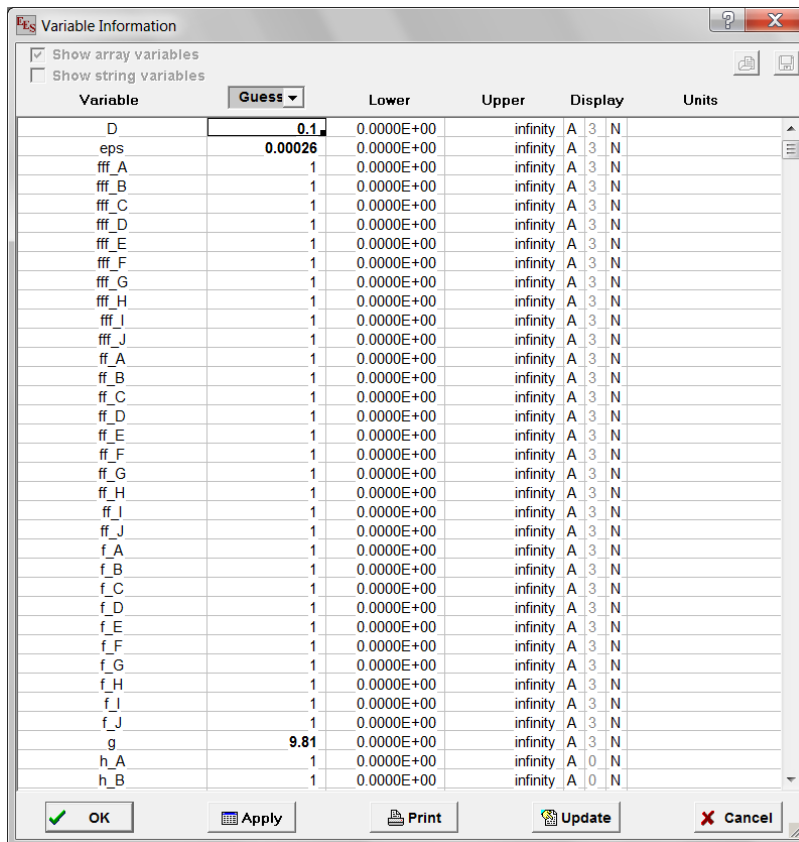 EES Variable Information
Show array variables
Show string variables
Variable Guess Lower Upper Display Units
D 0.1 0.0000E+00 infinity A 3 N
eps 0.00026 0.0000E+00 infinity A 3 N
fff_A 1 0.0000E+00 infinity A 3 N
fff_B 1 0.0000E+00 infinity A 3 N
fff_C 1 0.0000E+00 infinity A 3 N
fff_D 1 0.0000E+00 infinity A 3 N
fff_E 1 0.0000E+00 infinity A 3 N
fff_F 1 0.0000E+00 infinity A 3 N
fff_G 1 0.0000E+00 infinity A 3 N
fff_H 1 0.0000E+00 infinity A 3 N
fff_I 1 0.0000E+00 infinity A 3 N
fff_J 1 0.0000E+00 infinity A 3 N
ff_A 1 0.0000E+00 infinity A 3 N
ff_B 1 0.0000E+00 infinity A 3 N
ff_C 1 0.0000E+00 infinity A 3 N
ff_D 1 0.0000E+00 infinity A 3 N
ff_E 1 0.0000E+00 infinity A 3 N
ff_F 1 0.0000E+00 infinity A 3 N
ff_G 1 0.0000E+00 infinity A 3 N
ff_H 1 0.0000E+00 infinity A 3 N
ff_I 1 0.0000E+00 infinity A 3 N
ff_J 1 0.0000E+00 infinity A 3 N
f_A 1 0.0000E+00 infinity A 3 N
f_B 1 0.0000E+00 infinity A 3 N
f_C 1 0.0000E+00 infinity A 3 N
f_D 1 0.0000E+00 infinity A 3 N
f_E 1 0.0000E+00 infinity A 3 N
f_F 1 0.0000E+00 infinity A 3 N
f_G 1 0.0000E+00 infinity A 3 N
f_H 1 0.0000E+00 infinity A 3 N
f_I 1 0.0000E+00 infinity A 3 N
f_J 1 0.0000E+00 infinity A 3 N
g 9.81 0.0000E+00 infinity A 3 N
h_A 1 0.0000E+00 infinity A 0 N
h_B 1 0.0000E+00 infinity A 0 N
OK Apply Print Update Cancel